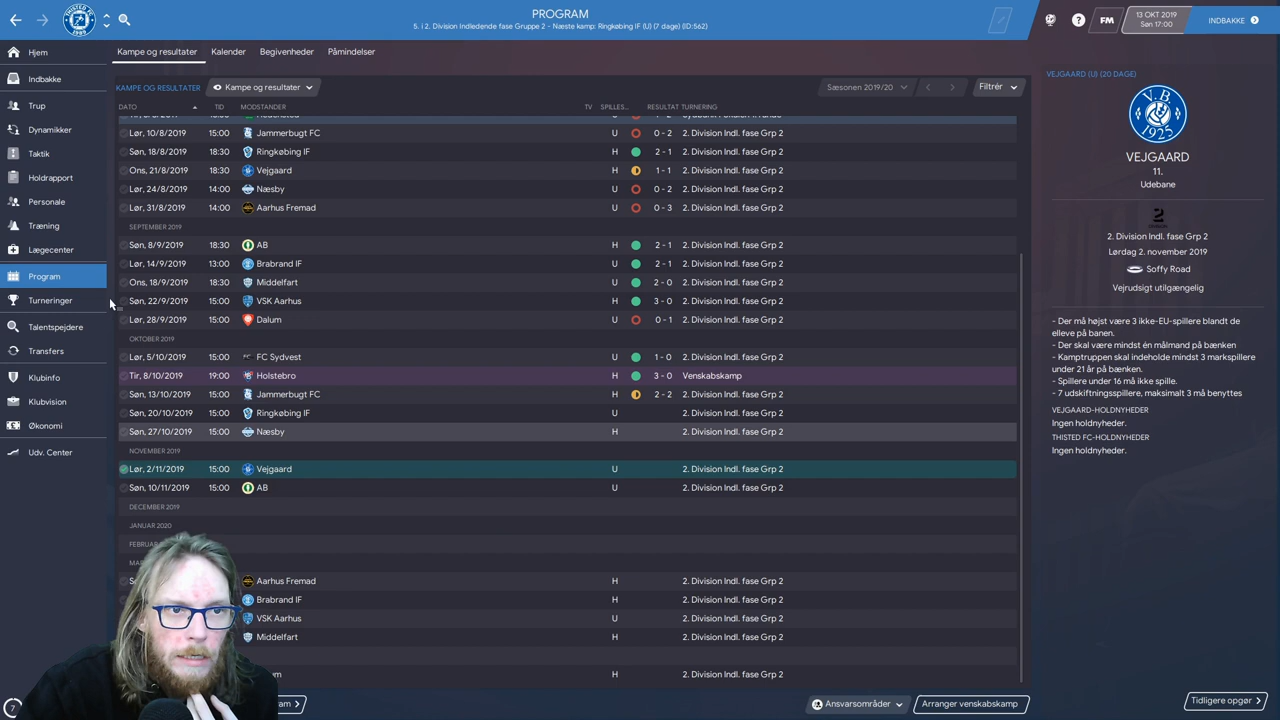 PROGRAM
5. i 2. Division Indledende fase Gruppe 2 - Næste kamp: Ringkøbing IF (U) (7 dage) (ID:562)
FM
13 OKT 2019
Søn 17:00
INDBAKKE
Hjem
Indbakke
Trup
Dynamikker
Taktik
Holdrapport
Personale
Træning
Lægecenter
Program
Turneringer
Talentspejdere
Transfers
Klubinfo
Klubvision
Økonomi
Udv. Center
Kampe og resultater Kalender Begivenheder Påmindelser
KAMPE OG RESULTATER Kampe og resultater Sæsonen 2019/20 Filtrér
DATO TID MODSTANDER TV SPILLES... RESULTAT TURNERING
Lør, 10/8/2019 15:00 Jammerbugt FC U 0 - 2 2. Division Indl. fase Grp 2
Søn, 18/8/2019 18:30 Ringkøbing IF H 2 - 1 2. Division Indl. fase Grp 2
Ons, 21/8/2019 18:30 Vejgaard H 1 - 1 2. Division Indl. fase Grp 2
Lør, 24/8/2019 14:00 Næsby U 0 - 2 2. Division Indl. fase Grp 2
Lør, 31/8/2019 14:00 Aarhus Fremad U 0 - 3 2. Division Indl. fase Grp 2
SEPTEMBER 2019
Søn, 8/9/2019 18:30 AB H 2 - 1 2. Division Indl. fase Grp 2
Lør, 14/9/2019 13:00 Brabrand IF U 2 - 1 2. Division Indl. fase Grp 2
Ons, 18/9/2019 18:30 Middelfart H 2 - 0 2. Division Indl. fase Grp 2
Søn, 22/9/2019 15:00 VSK Aarhus H 3 - 0 2. Division Indl. fase Grp 2
Lør, 28/9/2019 15:00 Dalum U 0 - 1 2. Division Indl. fase Grp 2
OKTOBER 2019
Lør, 5/10/2019 15:00 FC Sydvest U 1 - 0 2. Division Indl. fase Grp 2
Tir, 8/10/2019 19:00 Holstebro H 3 - 0 Venskabskamp
Søn, 13/10/2019 15:00 Jammerbugt FC H 2 - 2 2. Division Indl. fase Grp 2
Søn, 20/10/2019 15:00 Ringkøbing IF U 2. Division Indl. fase Grp 2
Søn, 27/10/2019 15:00 Næsby H 2. Division Indl. fase Grp 2
NOVEMBER 2019
Lør, 2/11/2019 15:00 Vejgaard U 2. Division Indl. fase Grp 2
Søn, 10/11/2019 15:00 AB U 2. Division Indl. fase Grp 2
DECEMBER 2019
JANUAR 2020
Aarhus Fremad H 2. Division Indl. fase Grp 2
Brabrand IF H 2. Division Indl. fase Grp 2
VSK Aarhus U 2. Division Indl. fase Grp 2
Middelfart H 2. Division Indl. fase Grp 2
H 2. Division Indl. fase Grp 2
Ansvarsområder Arranger venskabskamp
VEJGAARD (U) (20 DAGE)
V.B.
1925
VEJGAARD
11.
Udebane
2. Division Indl. fase Grp 2
Lørdag 2. november 2019
Soffy Road
Vejrudsigt utilgængelig
- Der må højst være 3 ikke-EU-spillere blandt de
elleve på banen.
- Der skal være mindst én målmand på bænken
- Kamptruppen skal indeholde mindst 3 markspillere
under 21 år på bænken.
- Spillere under 16 må ikke spille.
- 7 udskiftningsspillere, maksimalt 3 må benyttes
VEJGAARD-HOLDNYHEDER
Ingen holdnyheder.
THISTED FC-HOLDNYHEDER
Ingen holdnyheder.
Tidligere opgør